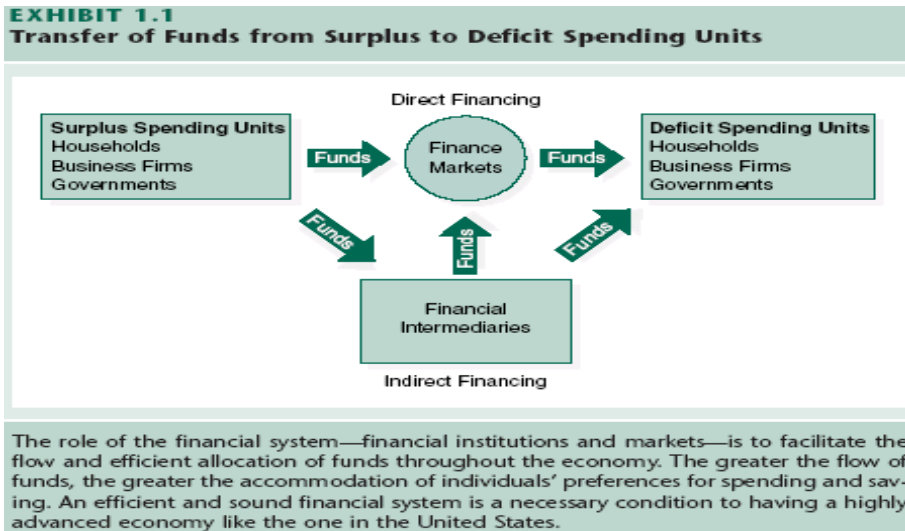 EXHIBIT 1.1
Transfer of Funds from Surplus to Deficit Spending Units
Direct Financing
Surplus Spending Units
Households
Business Firms
Governments
Funds
Finance
Markets
Funds
Deficit Spending Units
Households
Business Firms
Governments
Funds
Funds
Funds
Financial
Intermediaries
Indirect Financing
The role of the financial system—financial institutions and markets—is to facilitate the
flow and efficient allocation of funds throughout the economy. The greater the flow of
funds, the greater the accommodation of individuals' preferences for spending and sav-
ing. An efficient and sound financial system is a necessary condition to having a highly
advanced economy like the one in the United States.